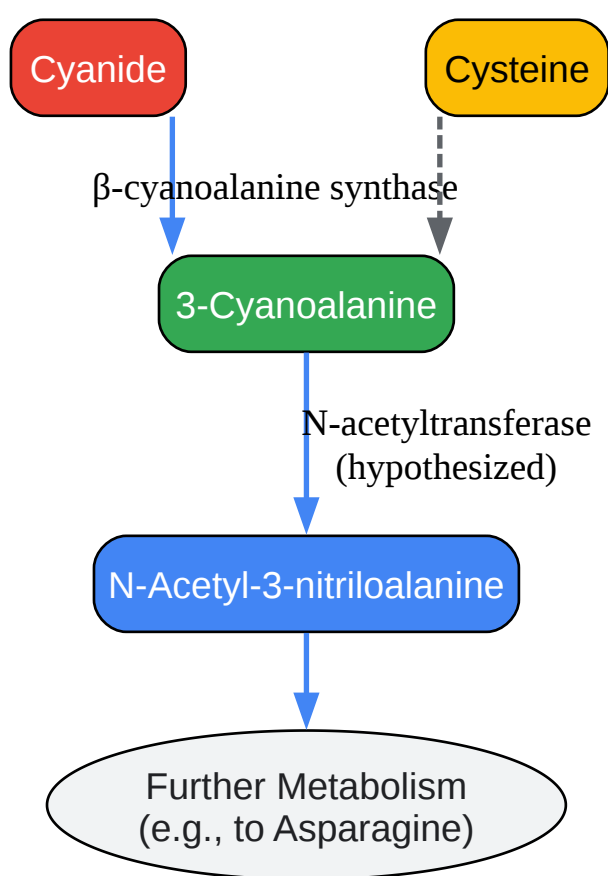 Cyanide
Cysteine
β-cyanoalanine synthase
3-Cyanoalanine
N-acetyltransferase
(hypothesized)
N-Acetyl-3-nitriloalanine
Further Metabolism
(e.g., to Asparagine)